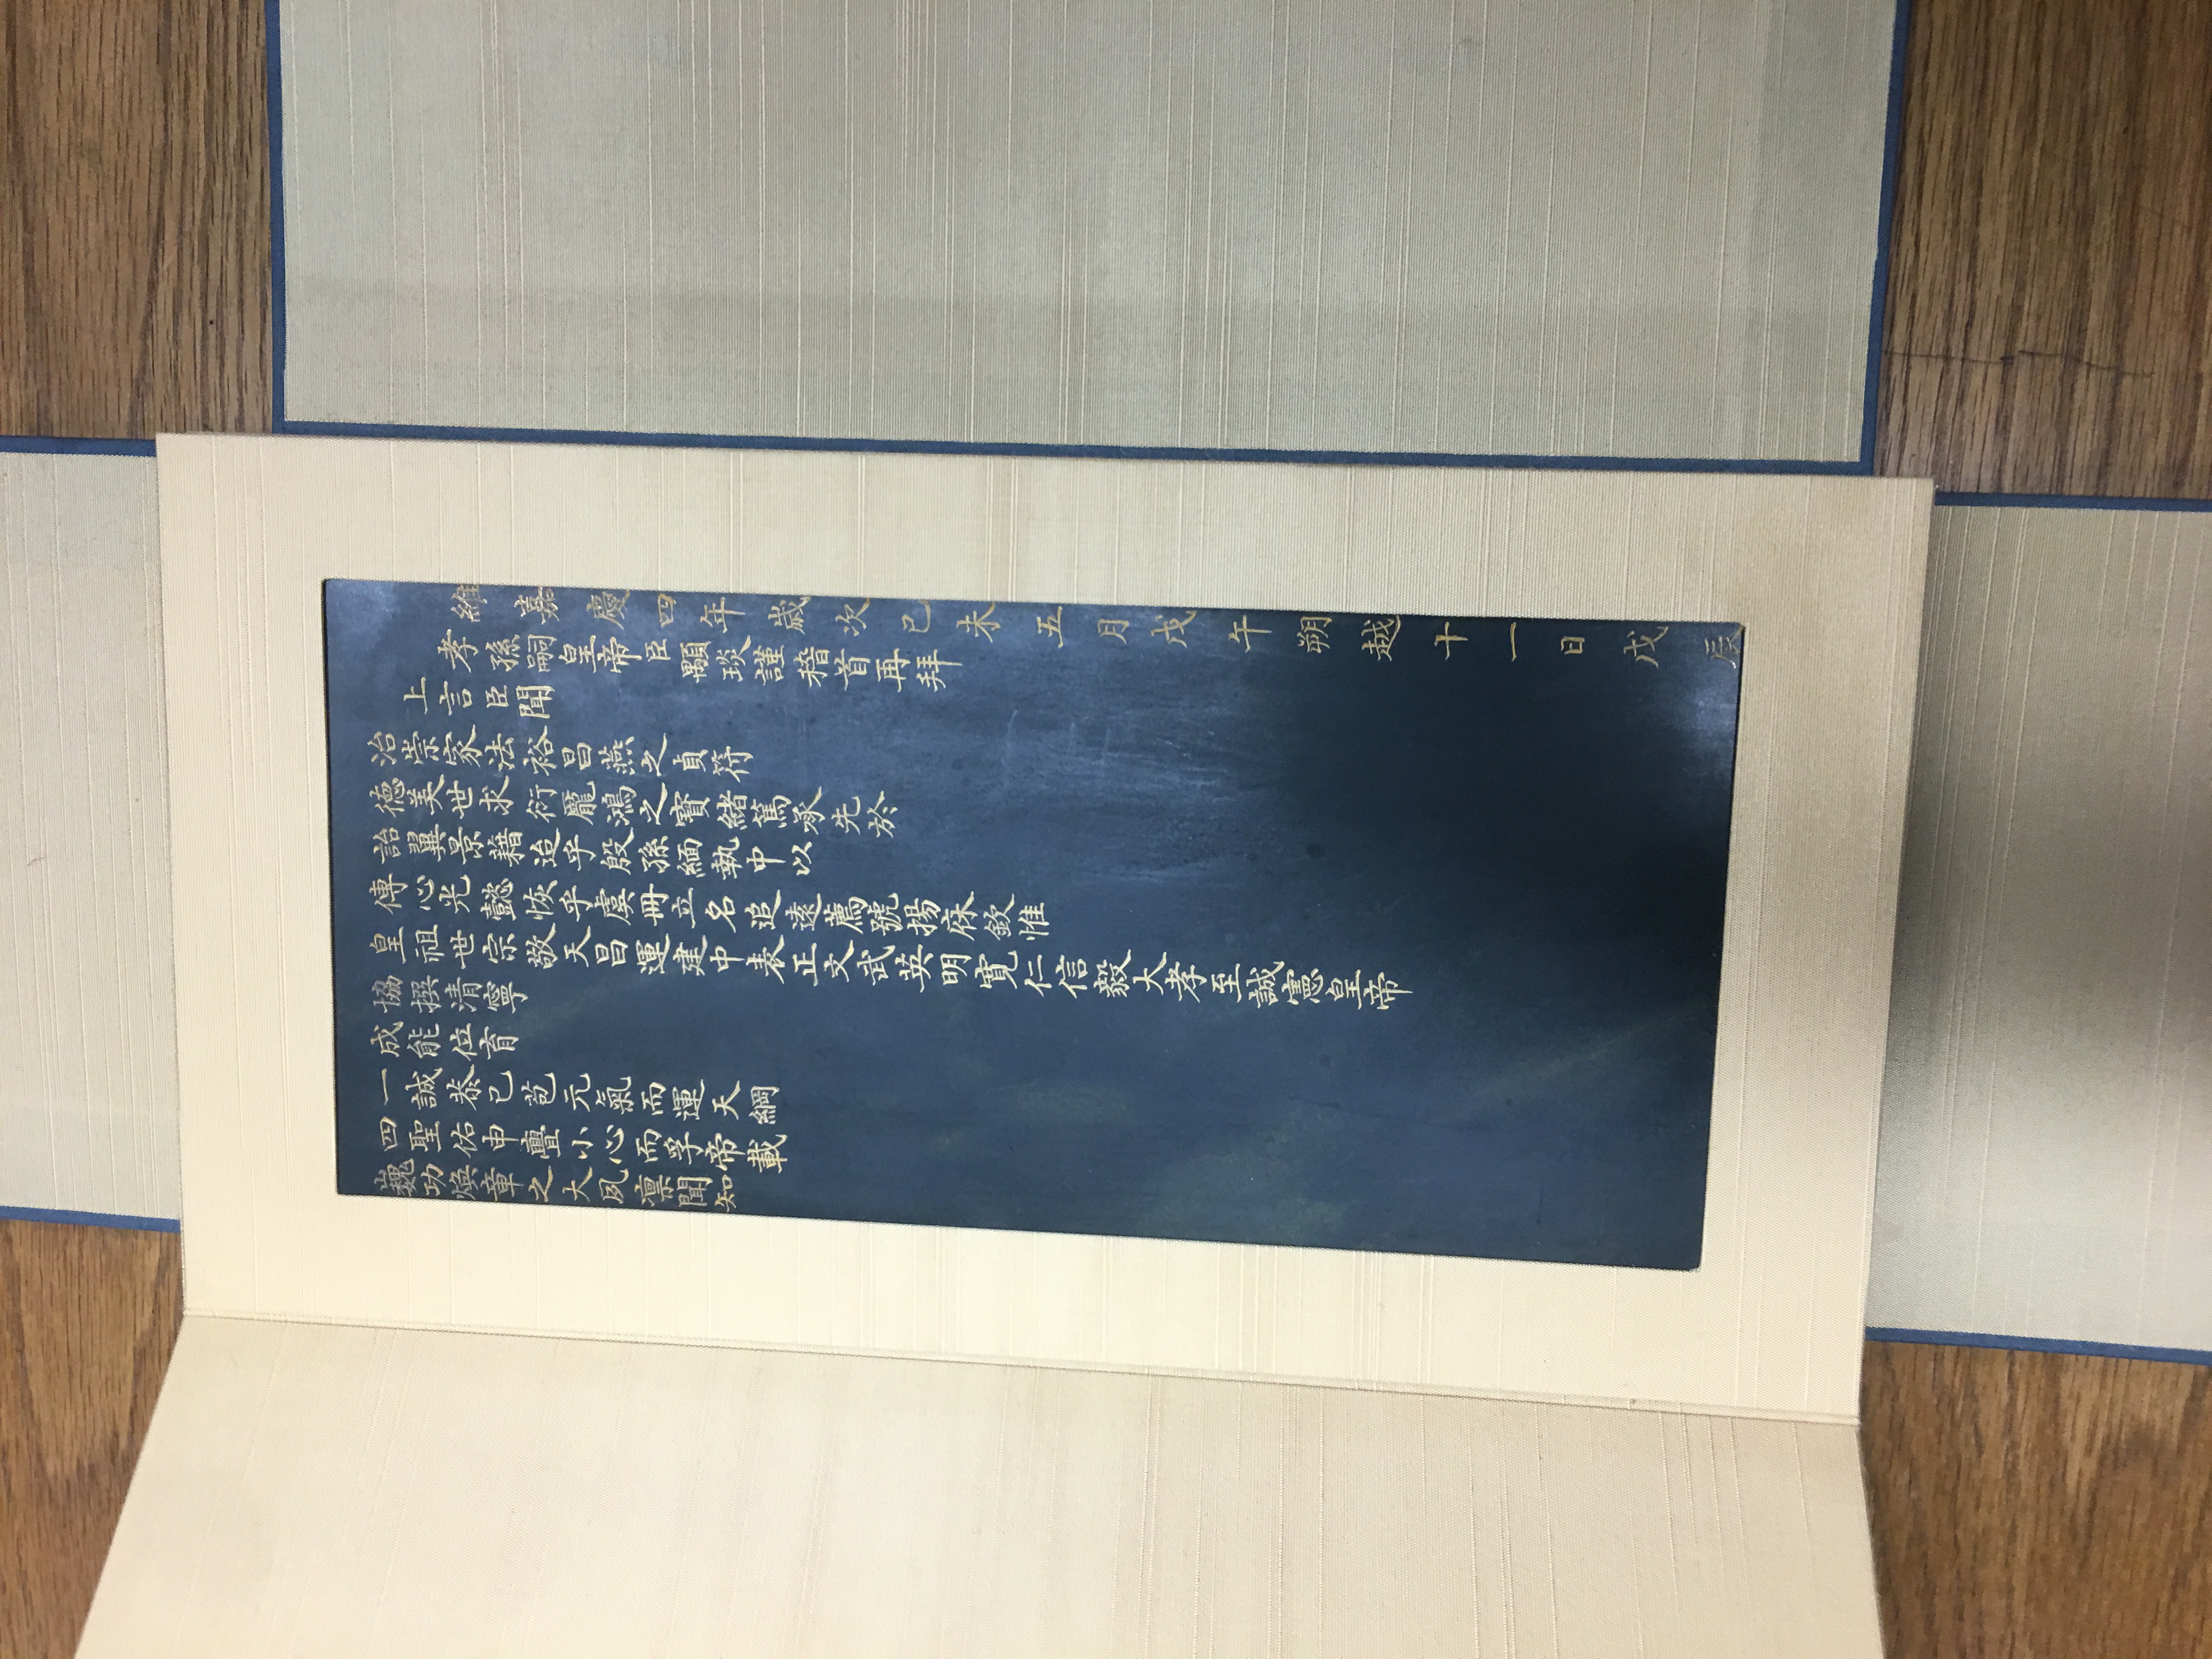 維嘉慶四年歲次己未五月戊午朔越十一日戊辰
孝孫嗣皇帝臣顒琰謹稽首再拜
上言臣聞
治崇家法裕昌燕之貞符
德美世求衍龎鴻之寶緒篤承先於
詒翼景藉迨乎殷孫緬執中以
傳心光懿恢乎虞冊立名追遠薦號揚庥欽惟
皇祖世宗敬天昌運建中表正文武英明寬仁信毅大孝至誠憲皇帝
協撰清寧
成能位育
一誠恭已苞元氣而運天綱
四聖佑申亹小心而孚帝載
巍功煥章之大夙凛聞知